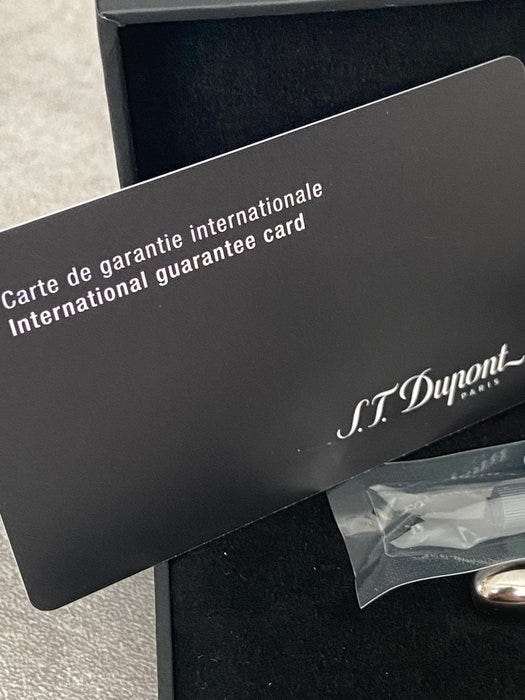 Carte de garantie internationale
International guarantee card
S.T. Dupont
PARIS